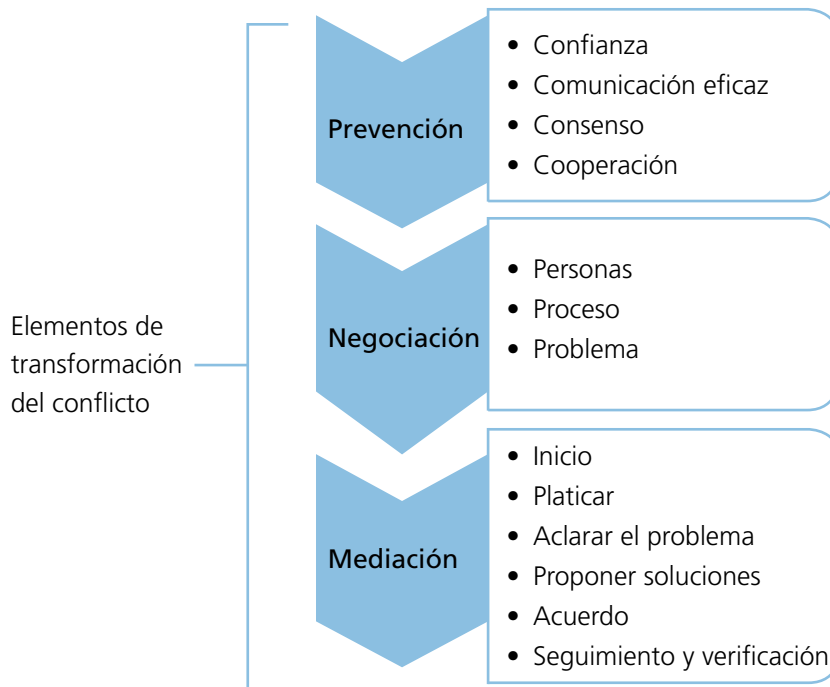 Elementos de
transformación
del conflicto
Prevención
• Confianza
• Comunicación eficaz
• Consenso
• Cooperación
Negociación
• Personas
• Proceso
• Problema
Mediación
• Inicio
• Platicar
• Aclarar el problema
• Proponer soluciones
• Acuerdo
• Seguimiento y verificación